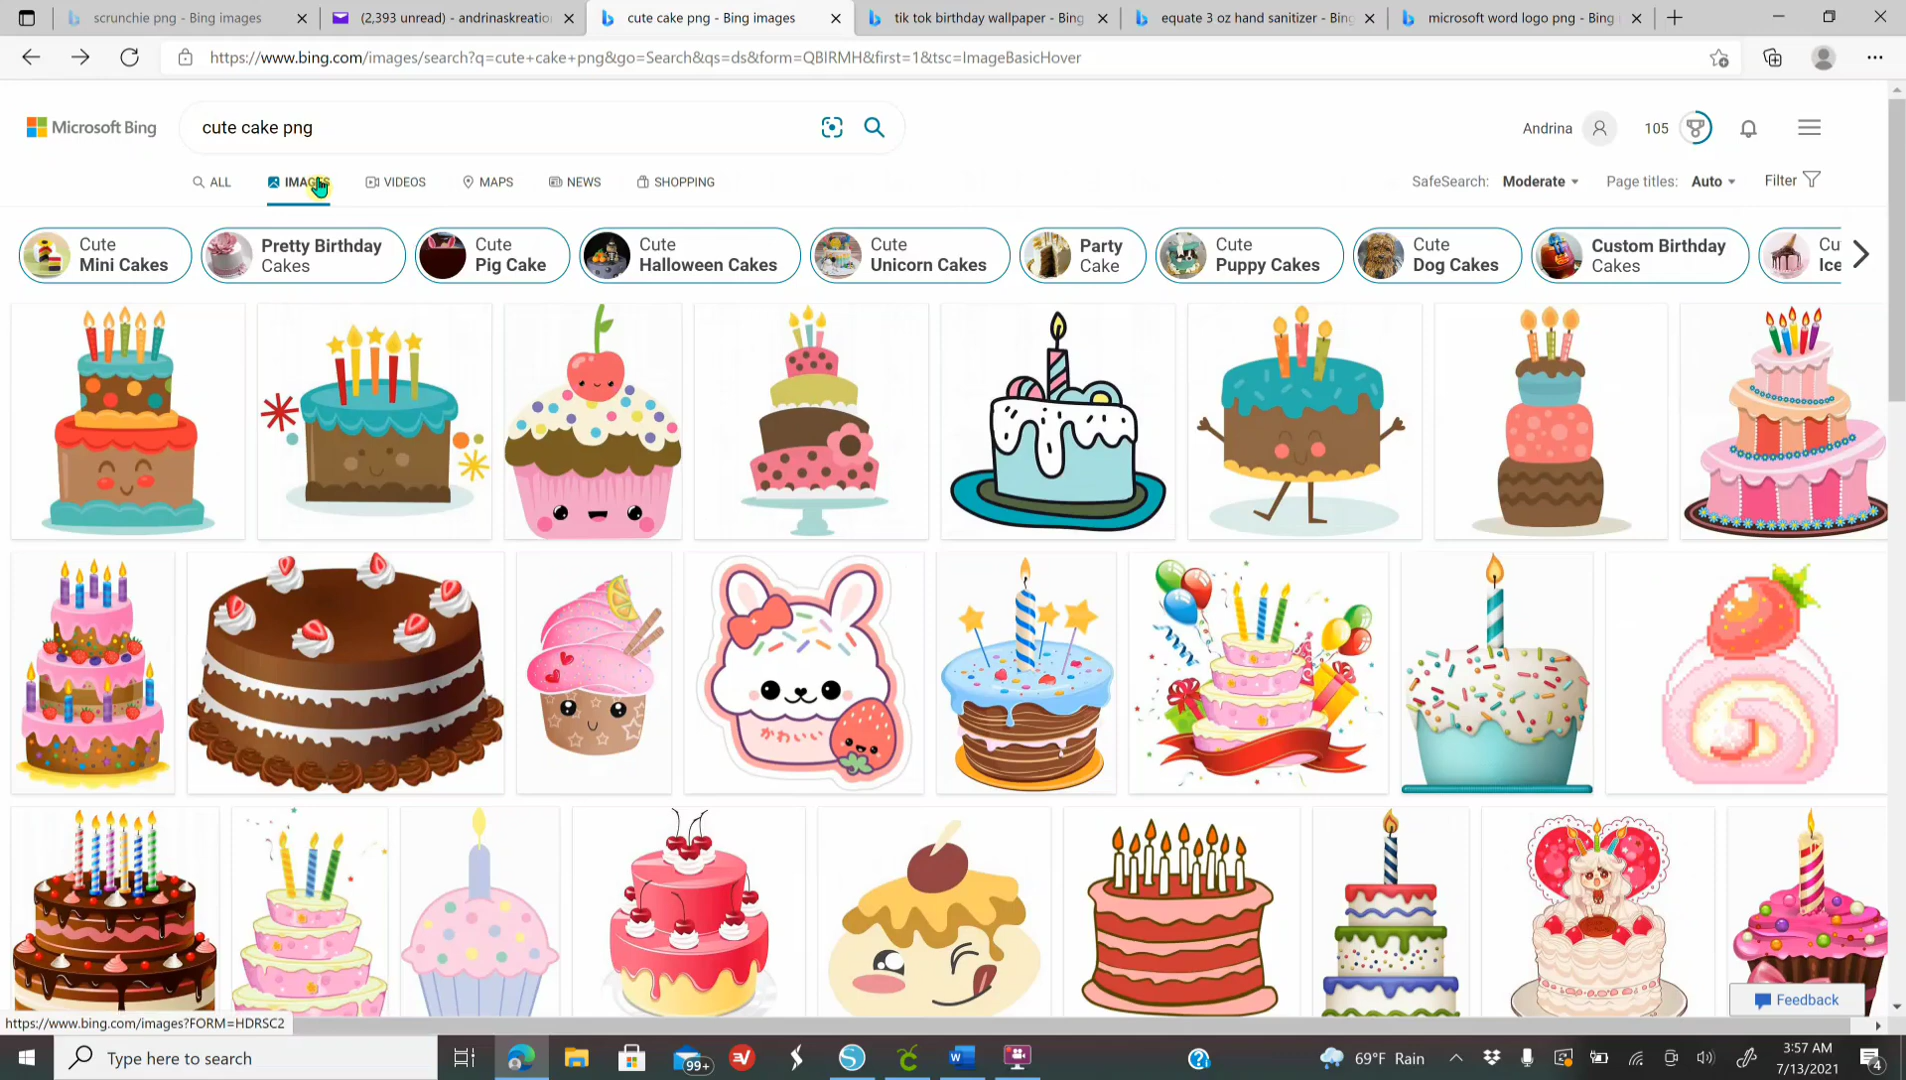 scrunchie png - Bing images
(2,393 unread) - andrinaskreatio
cute cake png - Bing images
tik tok birthday wallpaper - Bing
equate 3 oz hand sanitizer - Bing
microsoft word logo png - Bing
https://www.bing.com/images/search?q=cute+cake+png&go=Search&qs=ds&form=QBIRMH&first=1&tsc=ImageBasicHover
Microsoft Bing
cute cake png
Andrina
105
ALL
IMAGES
VIDEOS
MAPS
NEWS
SHOPPING
SafeSearch: Moderate
Page titles: Auto
Filter
Cute
Mini Cakes
Pretty Birthday
Cakes
Cute
Pig Cake
Cute
Halloween Cakes
Cute
Unicorn Cakes
Party
Cake
Cute
Puppy Cakes
Cute
Dog Cakes
Custom Birthday
Cakes
Cu
Ice
かわいい
Feedback
https://www.bing.com/images?FORM=HDRSC2
Type here to search
99+
69°F Rain
3:57 AM
7/13/2021
4